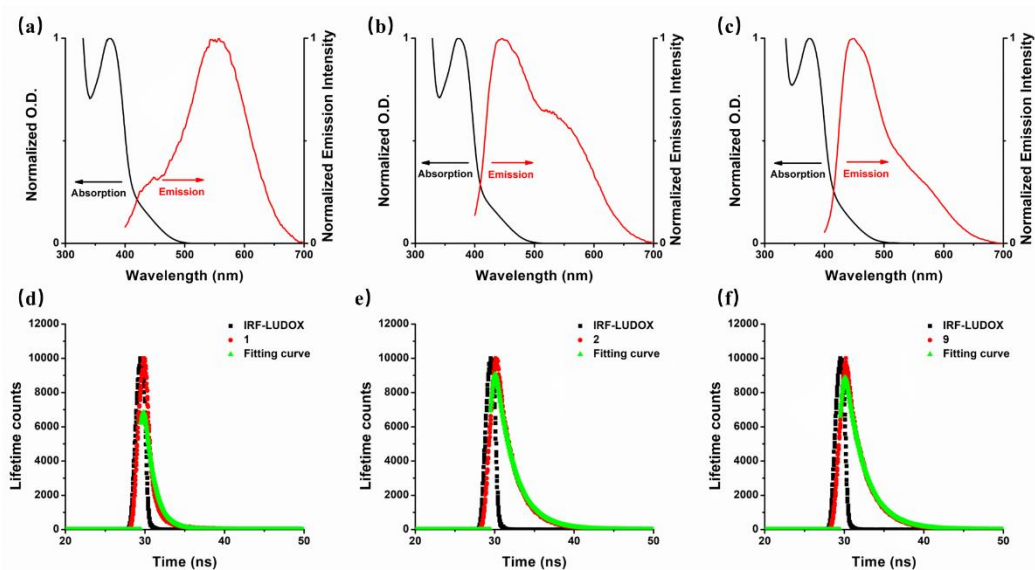 (a)
1
1
Normalized O.D.
Normalized Emission Intensity
Absorption
Emission
0
0
300 400 500 600 700
Wavelength (nm)
(b)
1
1
Normalized O.D.
Normalized Emission Intensity
Absorption
Emission
0
0
300 400 500 600 700
Wavelength (nm)
(c)
1
1
Normalized O.D.
Normalized Emission Intensity
Absorption
Emission
0
0
300 400 500 600 700
Wavelength (nm)
(d)
12000
10000
8000
6000
4000
2000
0
Lifetime counts
IRF-LUDOX
1
Fitting curve
20 30 40 50
Time (ns)
(e)
12000
10000
8000
6000
4000
2000
0
Lifetime counts
IRF-LUDOX
2
Fitting curve
20 30 40 50
Time (ns)
(f)
12000
10000
8000
6000
4000
2000
0
Lifetime counts
IRF-LUDOX
9
Fitting curve
20 30 40 50
Time (ns)